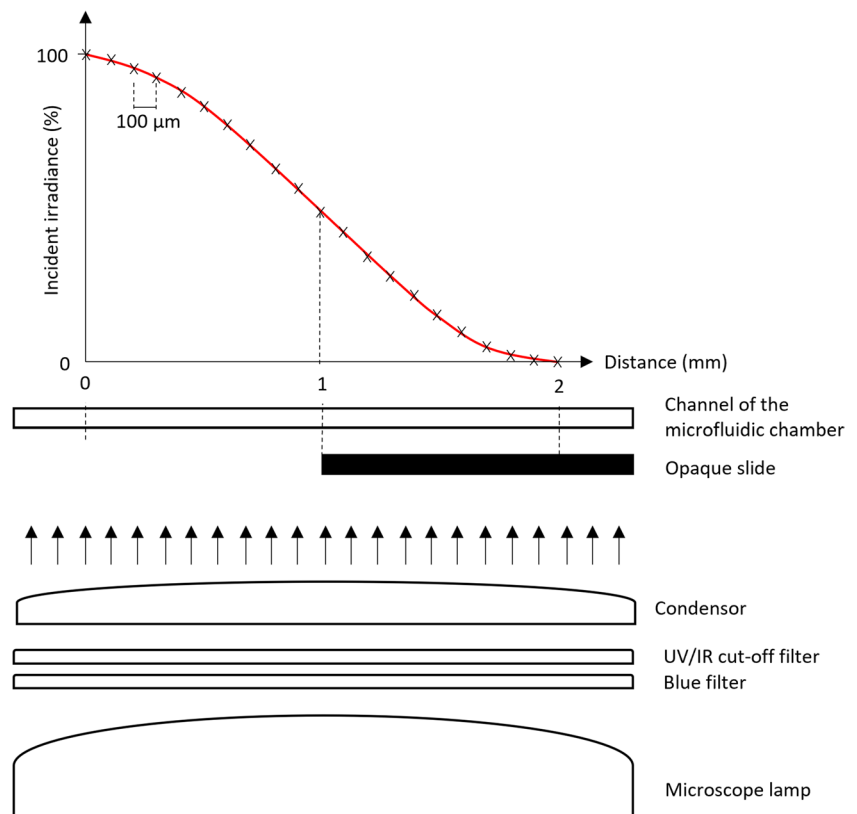 100
Incident irradiance (%)
100 µm
0
Distance (mm)
0
1
2
Channel of the
microfluidic chamber
Opaque slide
Condensor
UV/IR cut-off filter
Blue filter
Microscope lamp